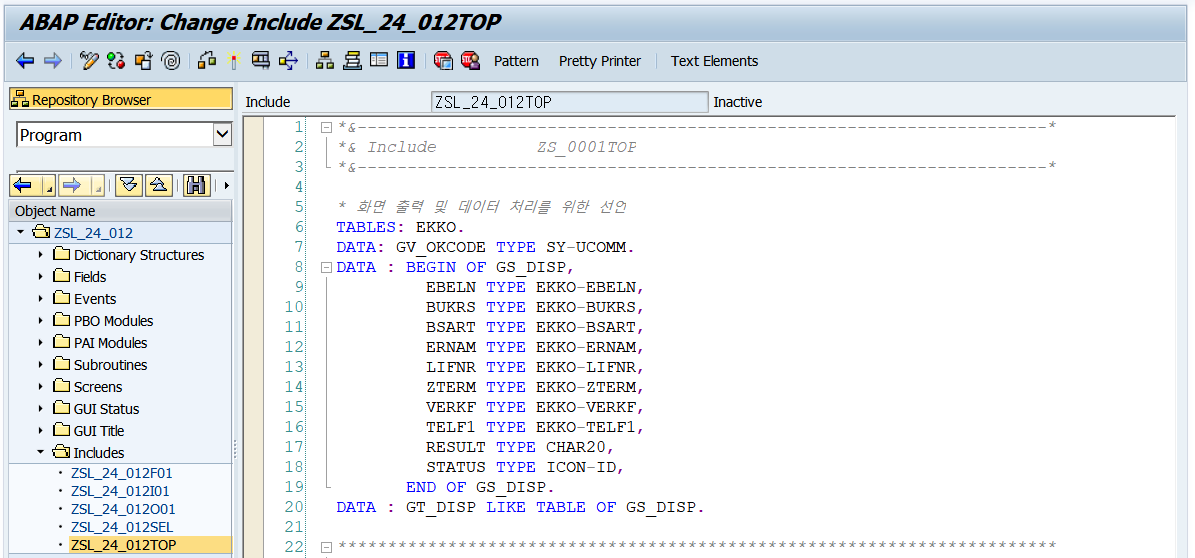 ABAP Editor: Change Include ZSL_24_012TOP
Pattern Pretty Printer Text Elements
Repository Browser
Program
Object Name
ZSL_24_012
Dictionary Structures
Fields
Events
PBO Modules
PAI Modules
Subroutines
Screens
GUI Status
GUI Title
Includes
ZSL_24_012F01
ZSL_24_012I01
ZSL_24_012O01
ZSL_24_012SEL
ZSL_24_012TOP
Include ZSL_24_012TOP Inactive
1 *&---------------------------------------------------------------------*
2 *& Include ZS_0001TOP
3 *&---------------------------------------------------------------------*
4
5 * 화면 출력 및 데이터 처리를 위한 선언
6 TABLES: EKKO.
7 DATA: GV_OKCODE TYPE SY-UCOMM.
8 DATA : BEGIN OF GS_DISP,
9 EBELN TYPE EKKO-EBELN,
10 BUKRS TYPE EKKO-BUKRS,
11 BSART TYPE EKKO-BSART,
12 ERNAM TYPE EKKO-ERNAM,
13 LIFNR TYPE EKKO-LIFNR,
14 ZTERM TYPE EKKO-ZTERM,
15 VERKF TYPE EKKO-VERKF,
16 TELF1 TYPE EKKO-TELF1,
17 RESULT TYPE CHAR20,
18 STATUS TYPE ICON-ID,
19 END OF GS_DISP.
20 DATA : GT_DISP LIKE TABLE OF GS_DISP.
21
22 ************************************************************************